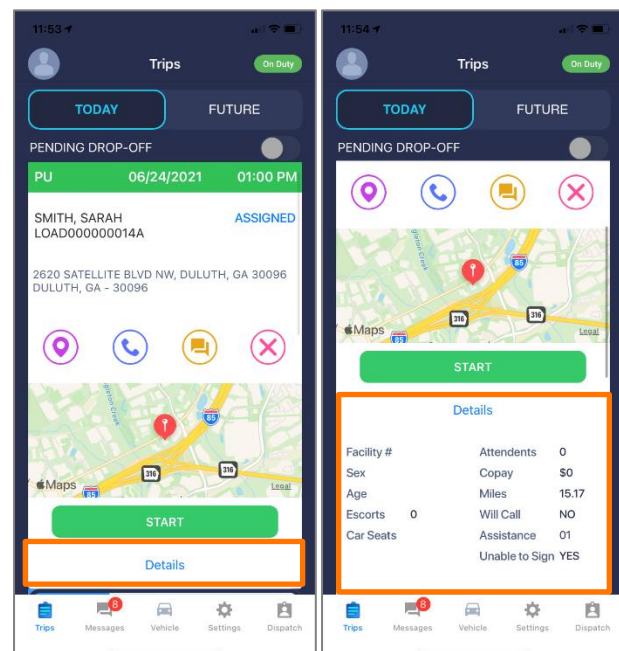 11:53
Trips
On Duty
TODAY FUTURE
PENDING DROP-OFF
PU 06/24/2021 01:00 PM
SMITH, SARAH ASSIGNED
LOAD000000014A
2620 SATELLITE BLVD NW, DULUTH, GA 30096
DULUTH, GA - 30096
85
316
316
Maps
85
Legal
START
Details
8
Trips Messages Vehicle Settings Dispatch
11:54
Trips
On Duty
TODAY FUTURE
PENDING DROP-OFF
Singleton Creek
85
316
316
Maps
85
Legal
START
Details
Facility # Attendents 0
Sex Copay $0
Age Miles 15.17
Escorts 0 Will Call NO
Car Seats Assistance 01
Unable to Sign YES
8
Trips Messages Vehicle Settings Dispatch